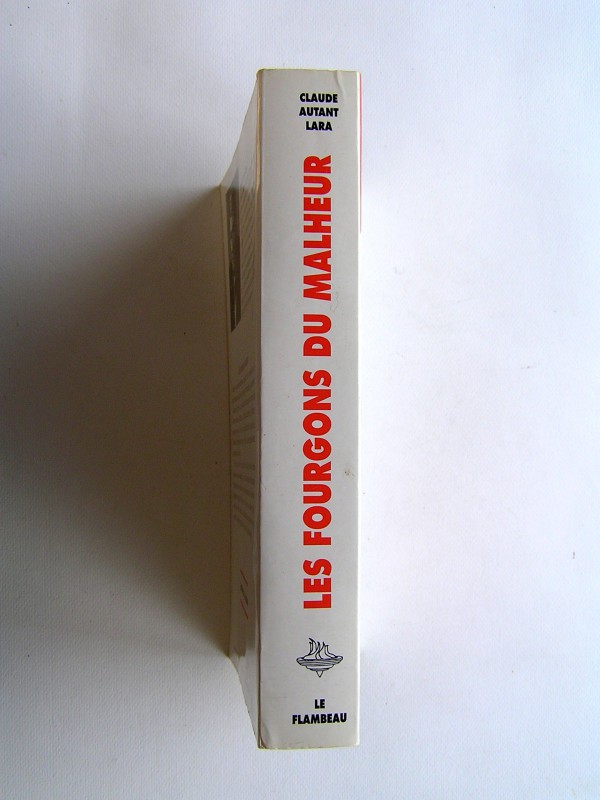 CLAUDE
AUTANT
LARA
LES FOURGONS DU MALHEUR
LE
FLAMBEAU